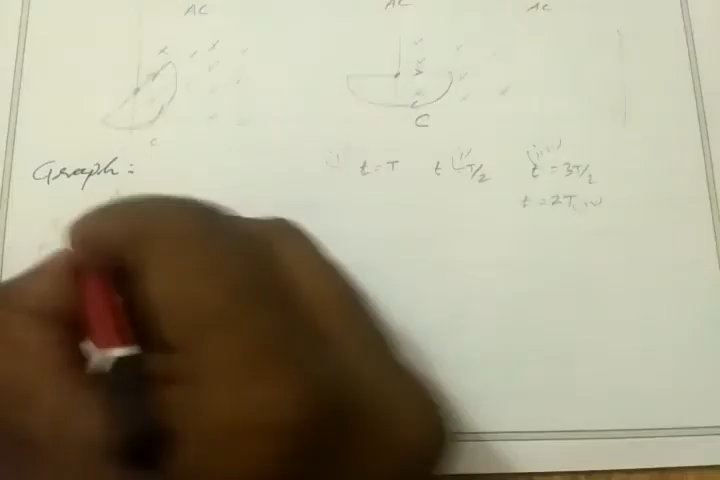 AC AC AC
C
C
Graph:
t = T t = T/2 t = 3T/2
t = 2T